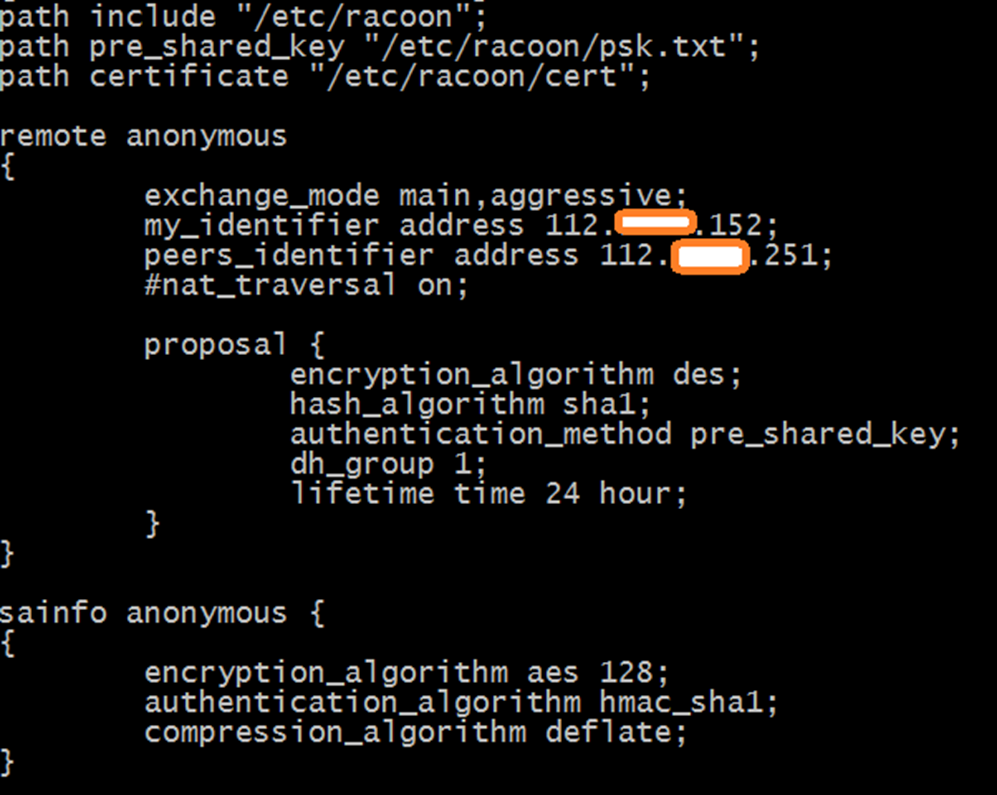 path include "/etc/racoon";
path pre_shared_key "/etc/racoon/psk.txt";
path certificate "/etc/racoon/cert";
remote anonymous
{
exchange_mode main,aggressive;
my_identifier address 112. .152;
peers_identifier address 112. .251;
#nat_traversal on;
proposal {
encryption_algorithm des;
hash_algorithm sha1;
authentication_method pre_shared_key;
dh_group 1;
lifetime time 24 hour;
}
}
sainfo anonymous {
{
encryption_algorithm aes 128;
authentication_algorithm hmac_sha1;
compression_algorithm deflate;
}